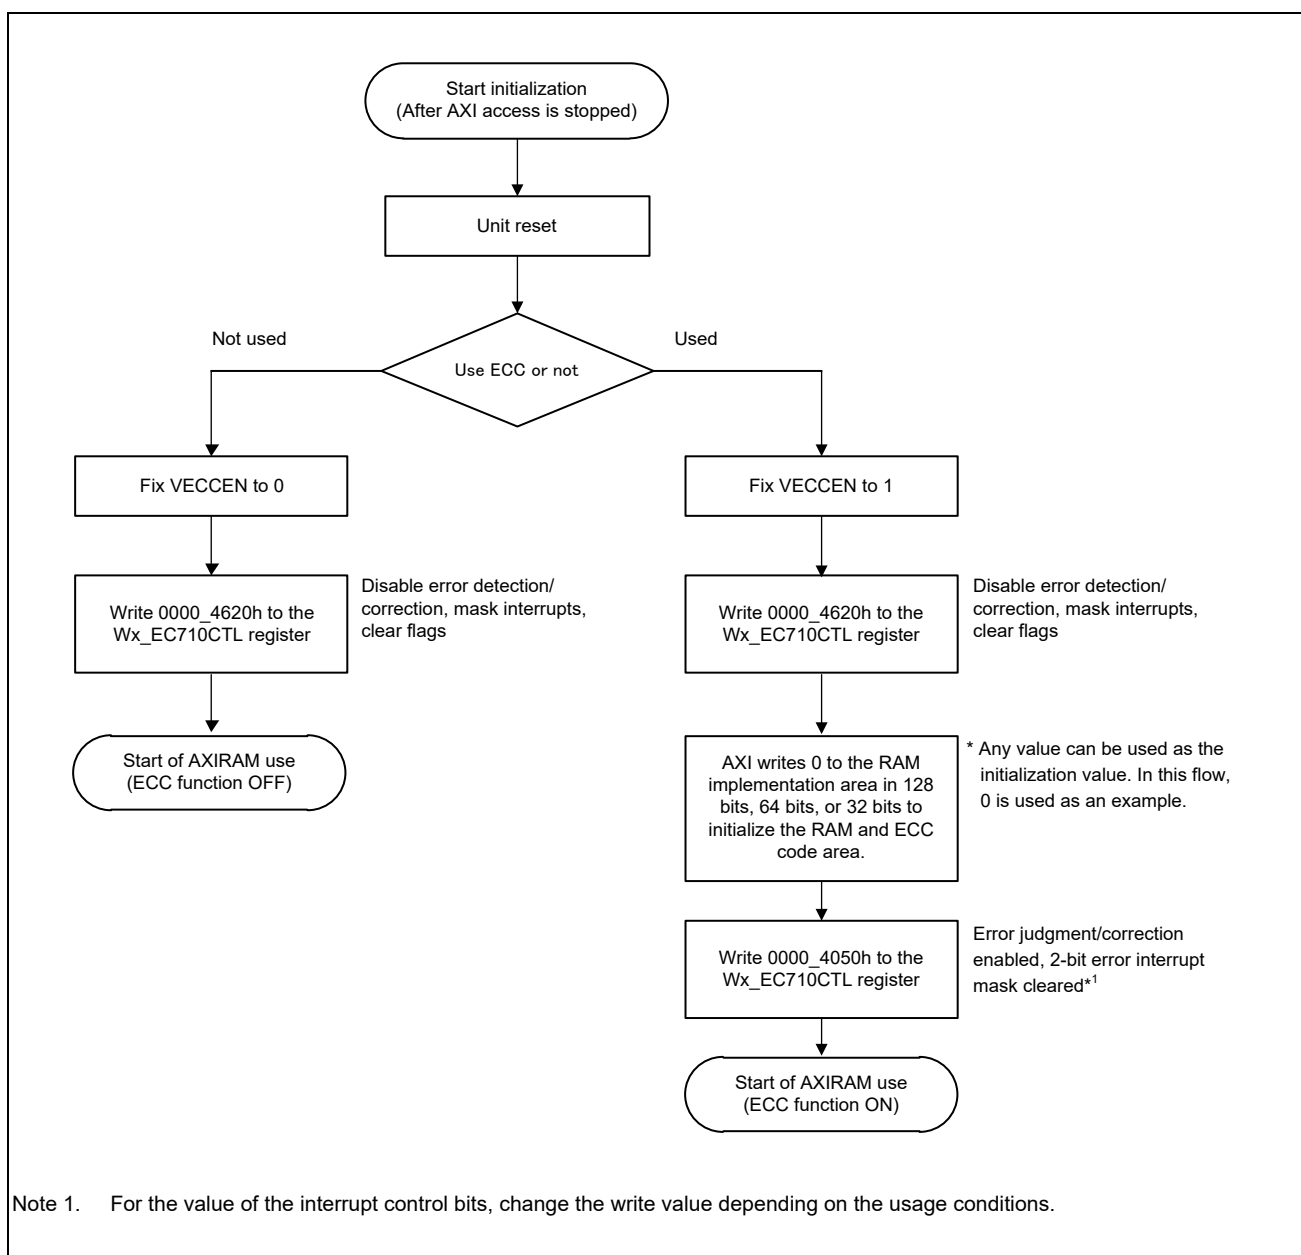 Start initialization
(After AXI access is stopped)
Unit reset
Use ECC or not
Not used
Used
Fix VECCEN to 0
Write 0000_4620h to the
Wx_EC710CTL register
Disable error detection/
correction, mask interrupts,
clear flags
Start of AXIRAM use
(ECC function OFF)
Fix VECCEN to 1
Write 0000_4620h to the
Wx_EC710CTL register
Disable error detection/
correction, mask interrupts,
clear flags
AXI writes 0 to the RAM
implementation area in 128
bits, 64 bits, or 32 bits to
initialize the RAM and ECC
code area.
* Any value can be used as the
initialization value. In this flow,
0 is used as an example.
Write 0000_4050h to the
Wx_EC710CTL register
Error judgment/correction
enabled, 2-bit error interrupt
mask cleared*1
Start of AXIRAM use
(ECC function ON)
Note 1. For the value of the interrupt control bits, change the write value depending on the usage conditions.